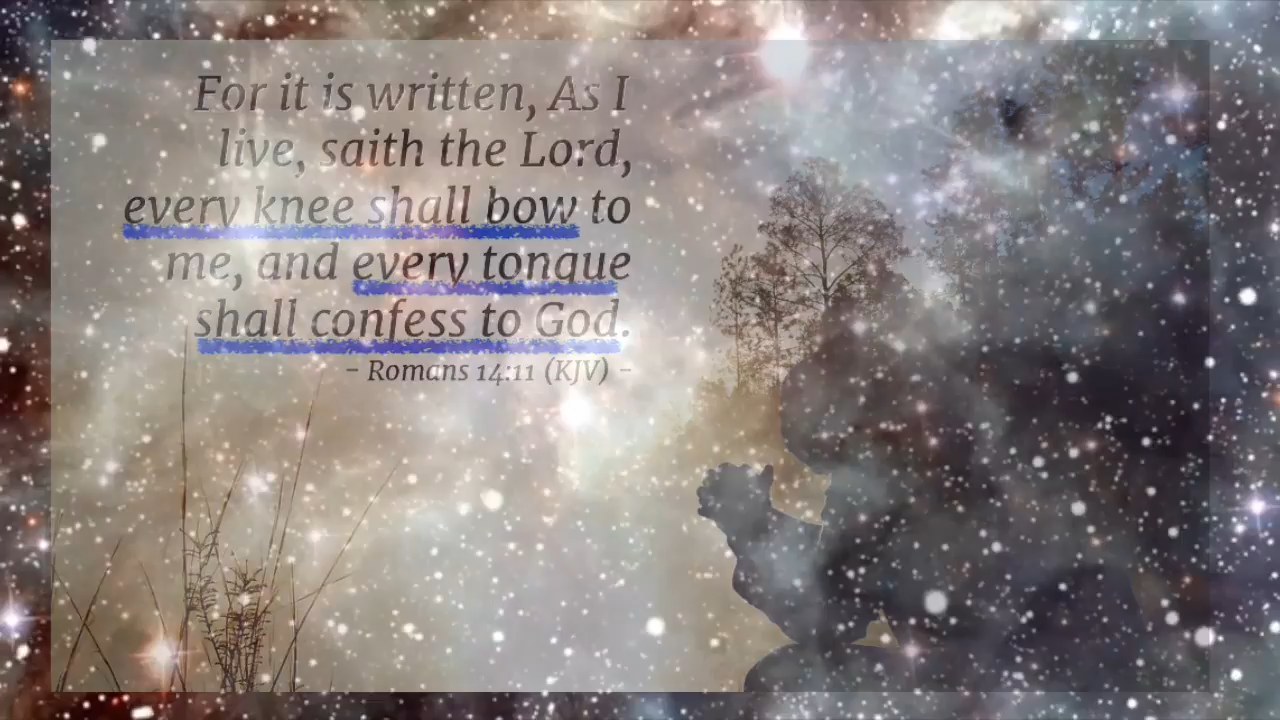 For it is written, As I
live, saith the Lord,
every knee shall bow to
me, and every tongue
shall confess to God.
- Romans 14:11 (KJV) -